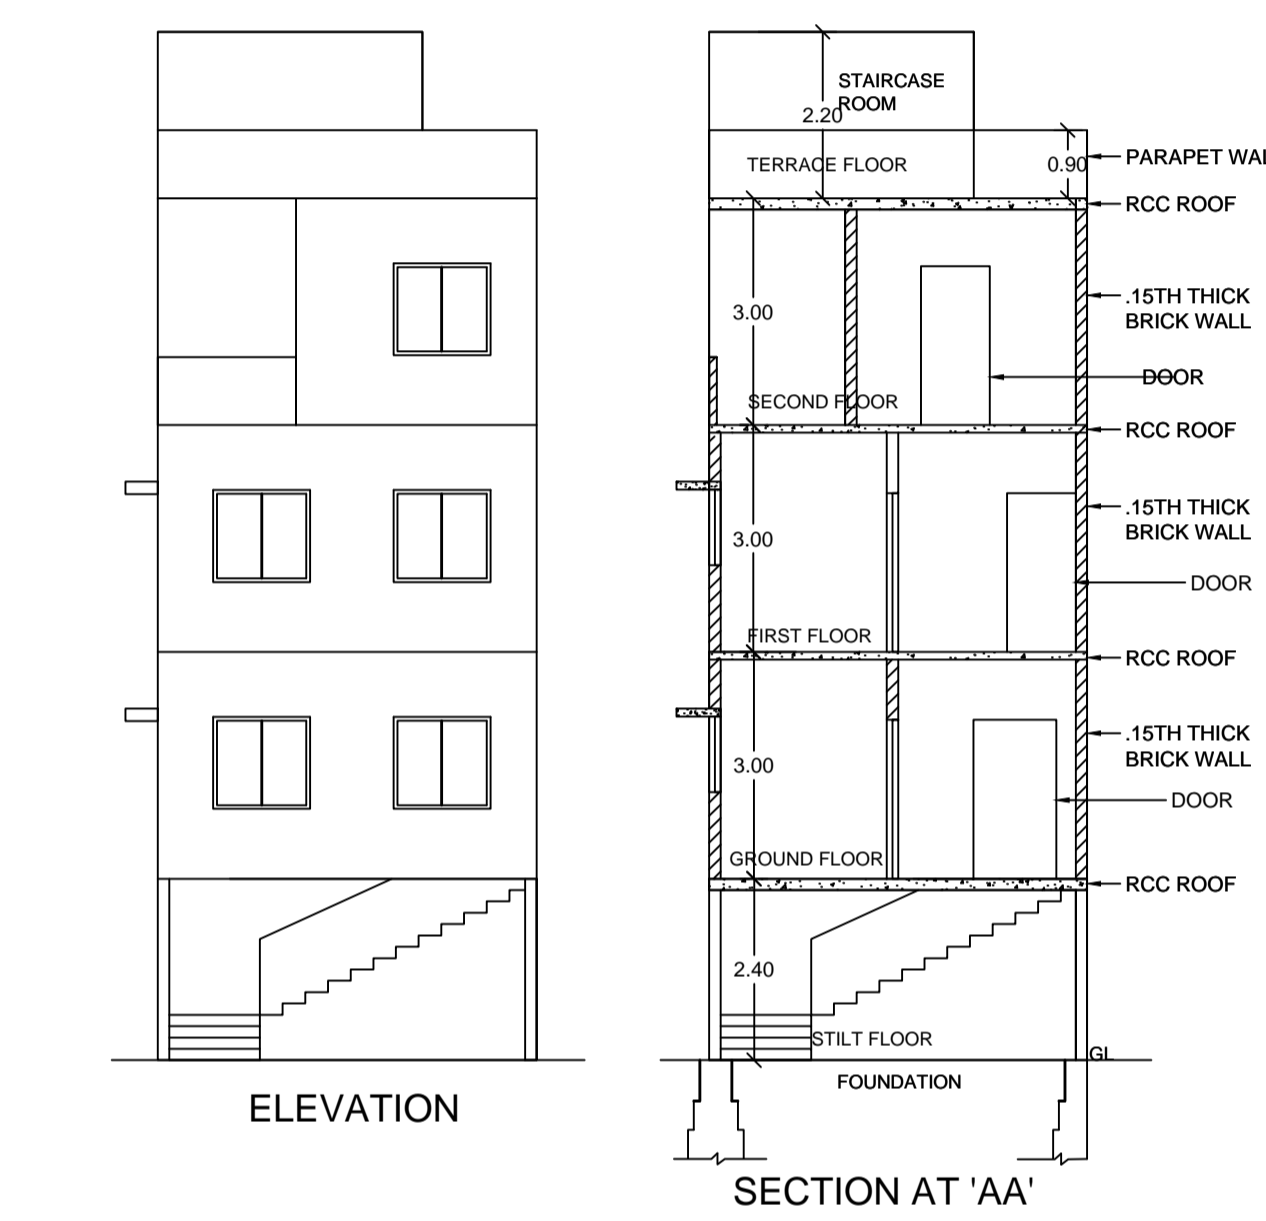 STAIRCASE
ROOM
2.20
TERRACE FLOOR
0.90
PARAPET WAL
RCC ROOF
3.00
.15TH THICK
BRICK WALL
DOOR
SECOND FLOOR
RCC ROOF
.15TH THICK
BRICK WALL
3.00
DOOR
FIRST FLOOR
RCC ROOF
.15TH THICK
BRICK WALL
3.00
DOOR
GROUND FLOOR
RCC ROOF
2.40
STILT FLOOR
GL
FOUNDATION
ELEVATION
SECTION AT 'AA'